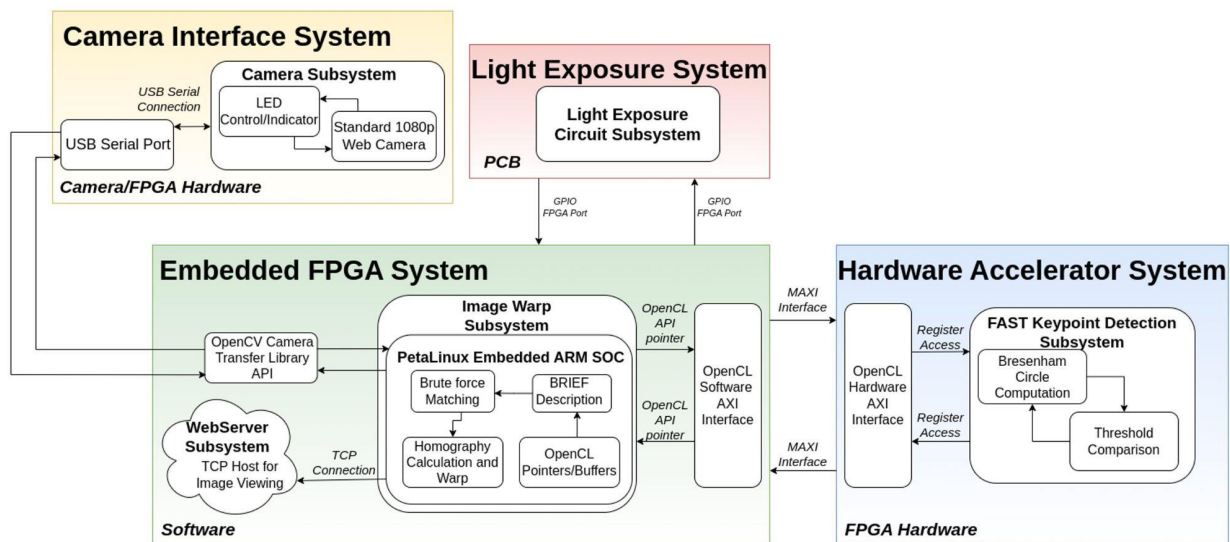 Camera Interface System
Camera Subsystem
USB Serial
Connection
LED
Control/Indicator
Standard 1080p
Web Camera
USB Serial Port
Camera/FPGA Hardware
Light Exposure System
Light Exposure
Circuit Subsystem
PCB
GPIO
FPGA Port
GPIO
FPGA Port
Embedded FPGA System
Image Warp
Subsystem
OpenCV Camera
Transfer Library
API
PetaLinux Embedded ARM SOC
Brute force
Matching
BRIEF
Description
Homography
Calculation and
Warp
OpenCL
Pointers/Buffers
WebServer
Subsystem
TCP Host for
Image Viewing
TCP
Connection
Software
OpenCL
API
pointer
OpenCL
API
pointer
OpenCL
Software
AXI
Interface
MAXI
Interface
MAXI
Interface
Hardware Accelerator System
OpenCL
Hardware
AXI
Interface
Register
Access
Register
Access
FAST Keypoint Detection
Subsystem
Bresenham
Circle
Computation
Threshold
Comparison
FPGA Hardware